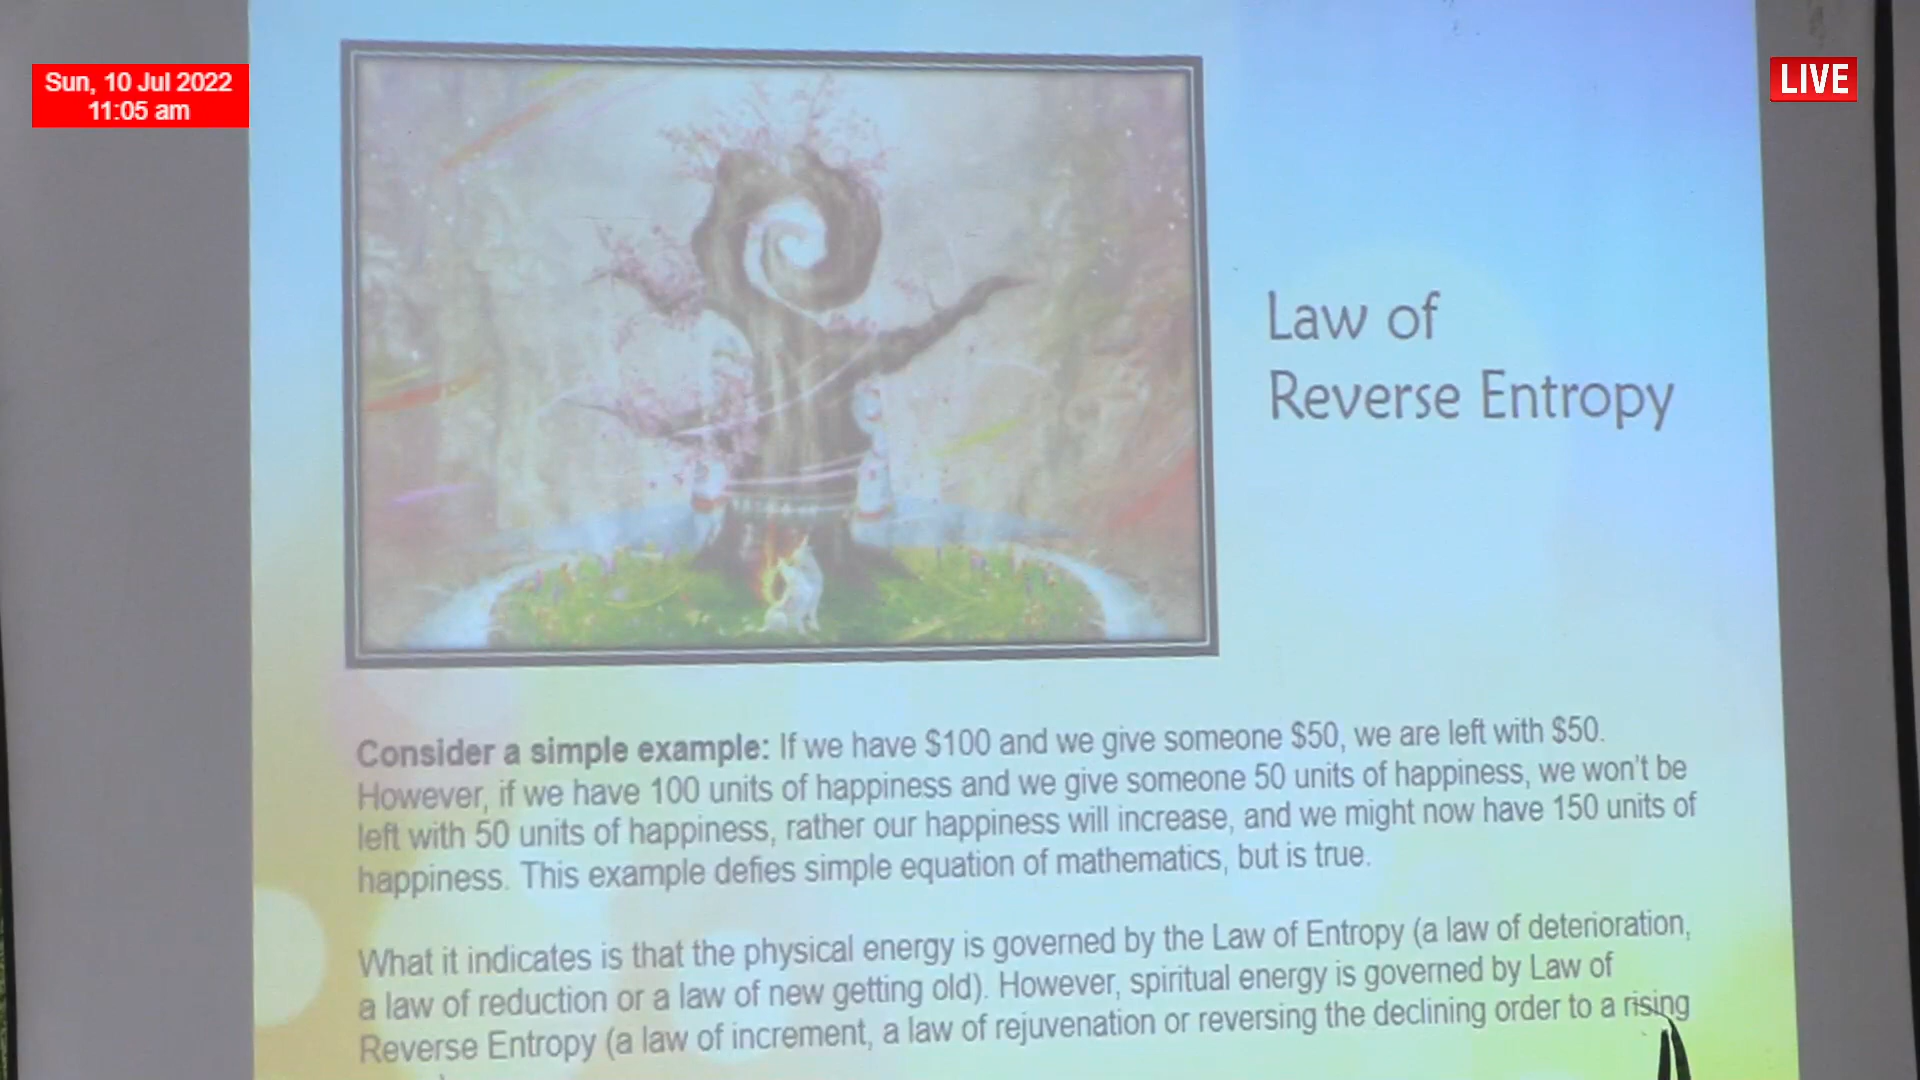 Sun, 10 Jul 2022
11:05 am
LIVE
Law of
Reverse Entropy
Consider a simple example: If we have $100 and we give someone $50, we are left with $50.
However, if we have 100 units of happiness and we give someone 50 units of happiness, we won't be
left with 50 units of happiness, rather our happiness will increase, and we might now have 150 units of
happiness. This example defies simple equation of mathematics, but is true.
What it indicates is that the physical energy is governed by the Law of Entropy (a law of deterioration,
a law of reduction or a law of new getting old). However, spiritual energy is governed by Law of
Reverse Entropy (a law of increment, a law of rejuvenation or reversing the declining order to a rising